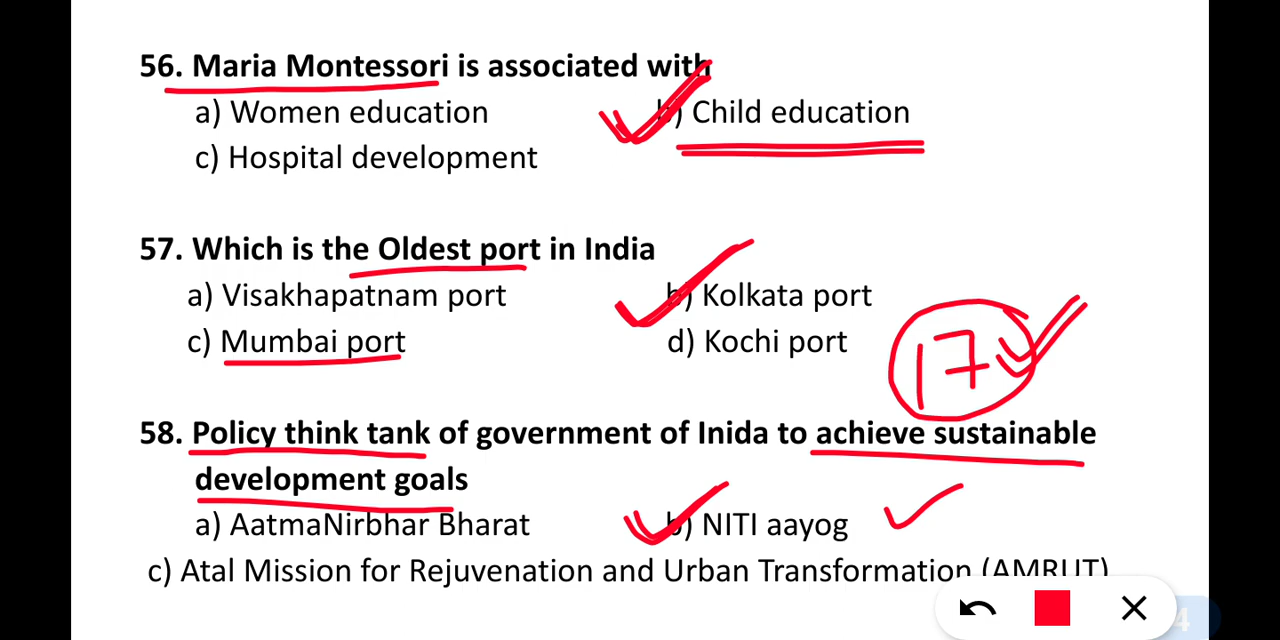 56. Maria Montessori is associated with
a) Women education b) Child education
c) Hospital development
57. Which is the Oldest port in India
a) Visakhapatnam port b) Kolkata port
c) Mumbai port d) Kochi port
17
58. Policy think tank of government of Inida to achieve sustainable
development goals
a) AatmaNirbhar Bharat b) NITI aayog
c) Atal Mission for Rejuvenation and Urban Transformation (AMRUT)
4